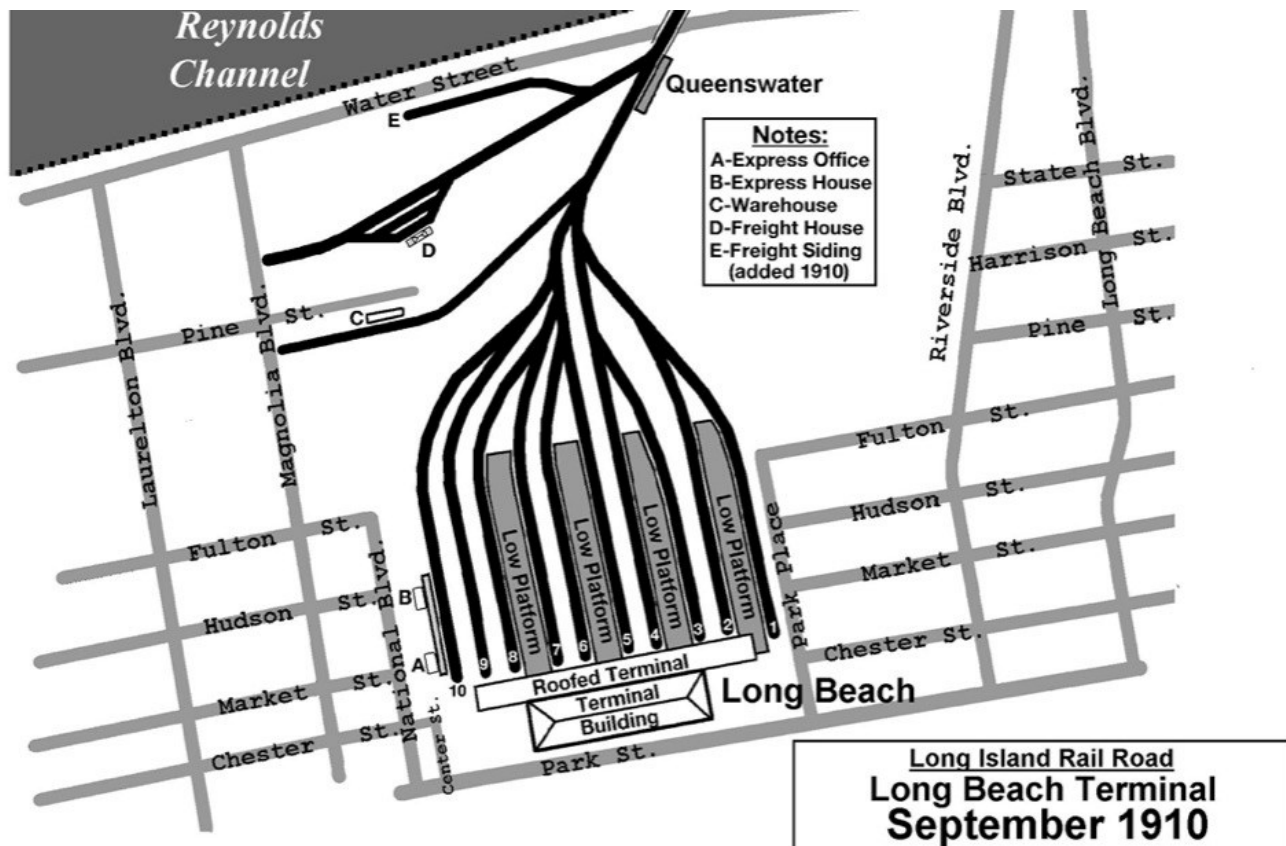 Reynolds
Channel
Water Street
Queenswater
E
Notes:
A-Express Office
B-Express House
C-Warehouse
D-Freight House
E-Freight Siding
(added 1910)
Riverside Blvd.
Long Beach Blvd.
State St.
Harrison St.
Pine St.
D
C
Pine St.
Laurelton Blvd.
Magnolia Blvd.
Fulton St.
Hudson St.
Market St.
Chester St.
Park Place
Low Platform
Low Platform
Low Platform
Low Platform
Fulton St.
Hudson St.
Market St.
Chester St.
National Blvd.
Conter st.
B
A
10
9
8
7
6
5
4
3
2
1
Roofed Terminal
Terminal
Building
Long Beach
Park St.
Long Island Rail Road
Long Beach Terminal
September 1910